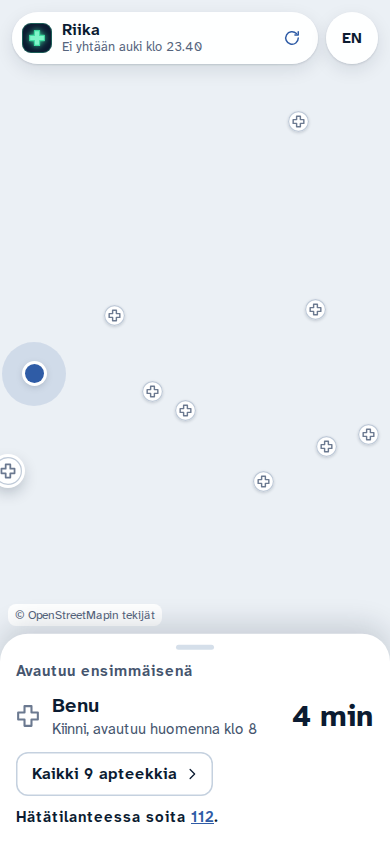 Riika
Ei yhtään auki klo 23.40
EN
© OpenStreetMapin tekijät
Avautuu ensimmäisenä
Benu
Kiinni, avautuu huomenna klo 8
4 min
Kaikki 9 apteekkia
Hätätilanteessa soita 112.